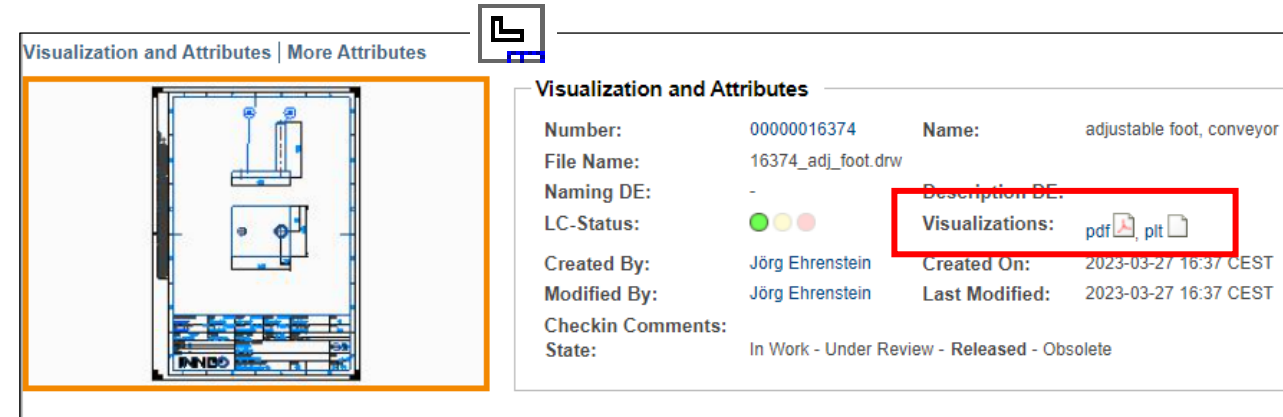 Visualization and Attributes | More Attributes
Visualization and Attributes
Number: 00000016374 Name: adjustable foot, conveyor
File Name: 16374_adj_foot.drw
Naming DE: - Description DE:
LC-Status: Visualizations: pdf, plt
Created By: Jörg Ehrenstein Created On: 2023-03-27 16:37 CEST
Modified By: Jörg Ehrenstein Last Modified: 2023-03-27 16:37 CEST
Checkin Comments:
State: In Work - Under Review - Released - Obsolete